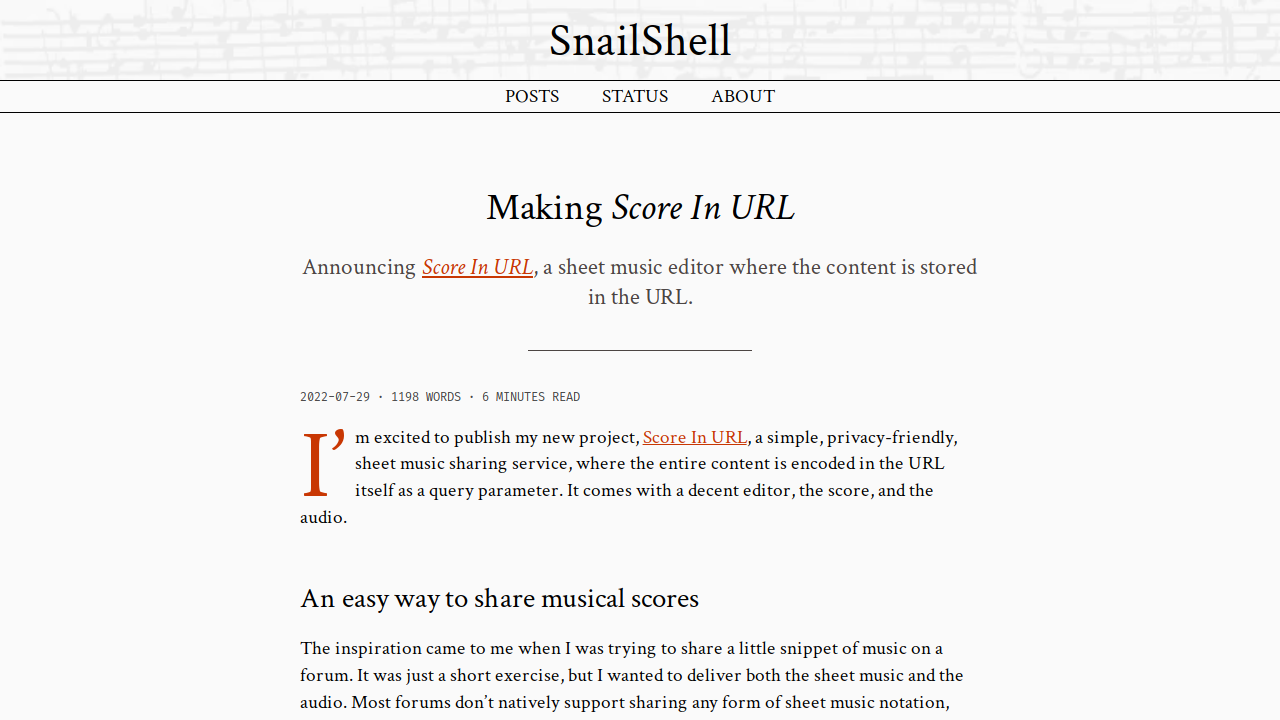 SnailShell
POSTS STATUS ABOUT
Making Score In URL
Announcing Score In URL, a sheet music editor where the content is stored
in the URL.
2022-07-29 · 1198 WORDS · 6 MINUTES READ
I’m excited to publish my new project, Score In URL, a simple, privacy-friendly,
sheet music sharing service, where the entire content is encoded in the URL
itself as a query parameter. It comes with a decent editor, the score, and the
audio.
An easy way to share musical scores
The inspiration came to me when I was trying to share a little snippet of music on a
forum. It was just a short exercise, but I wanted to deliver both the sheet music and the
audio. Most forums don’t natively support sharing any form of sheet music notation,